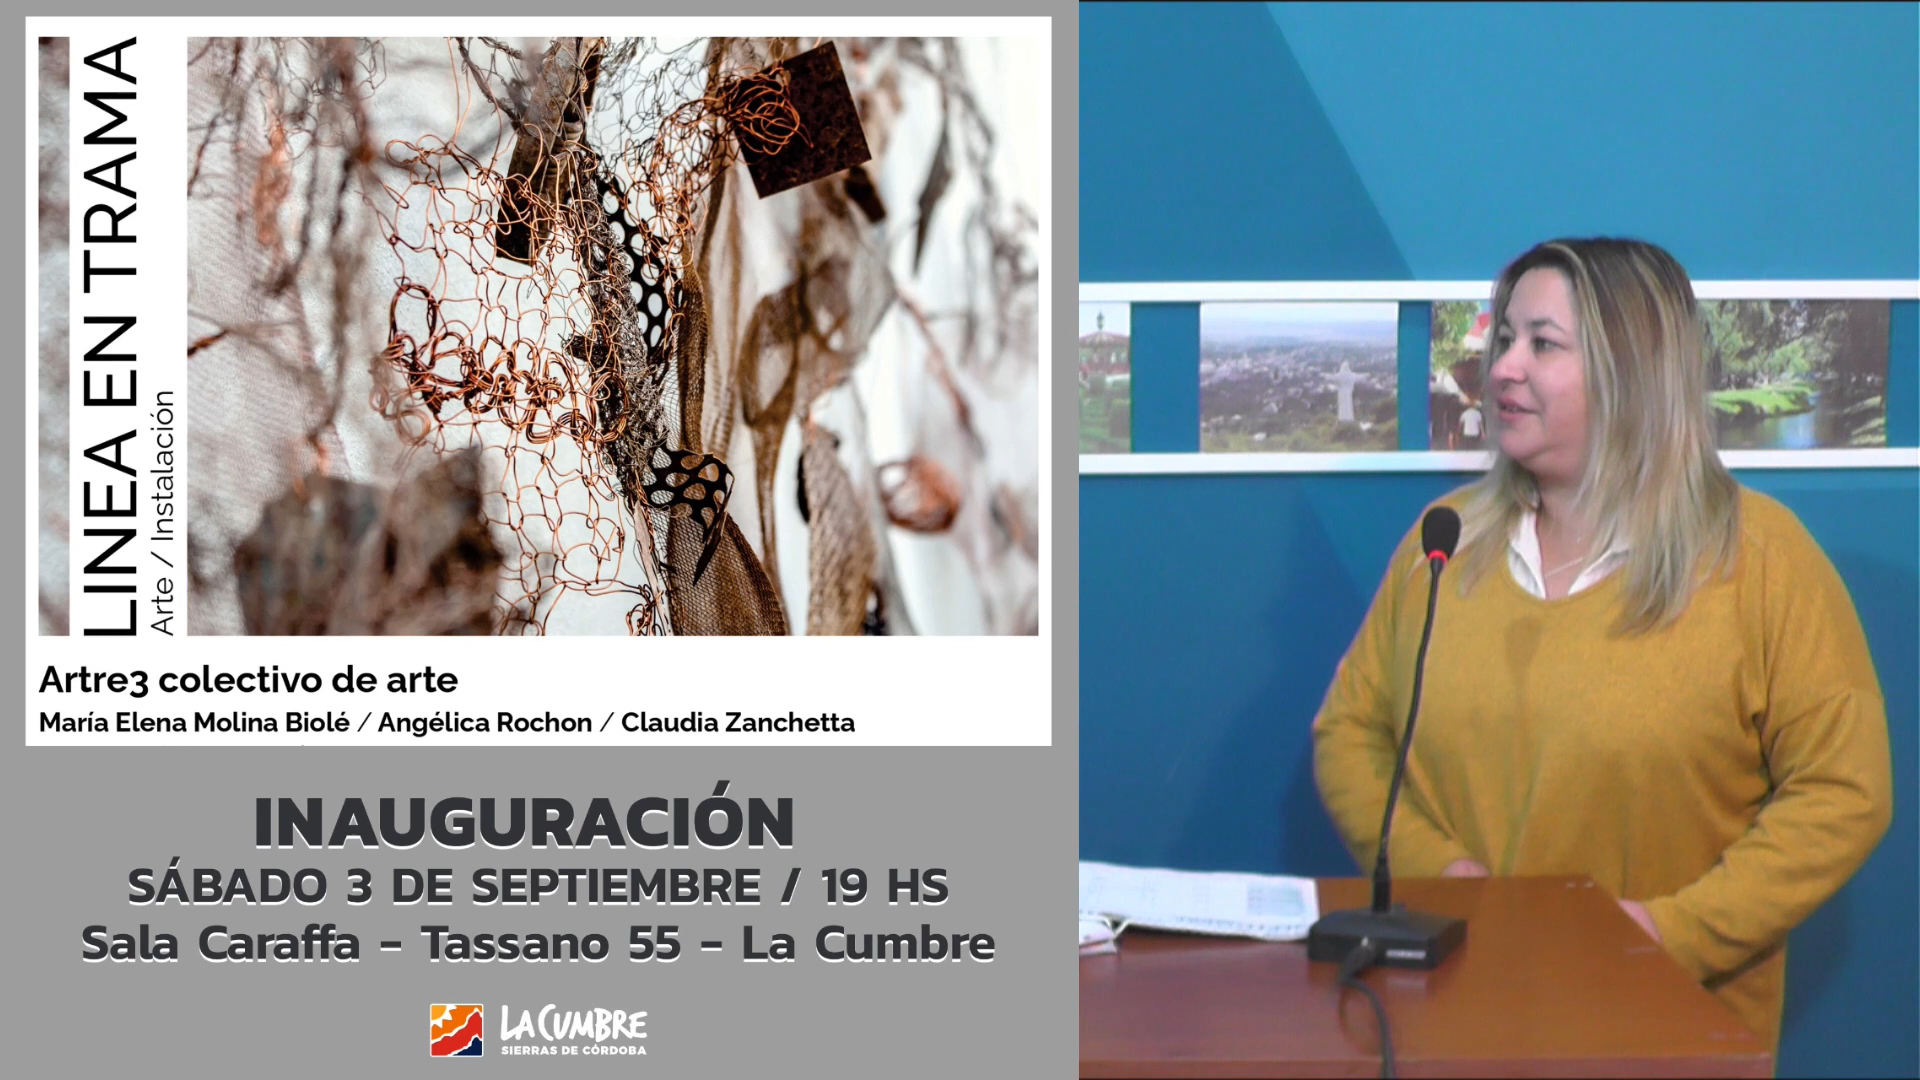 LINEA EN TRAMA
Arte / Instalación
Artre3 colectivo de arte
María Elena Molina Biolé / Angélica Rochon / Claudia Zanchetta
INAUGURACIÓN
SÁBADO 3 DE SEPTIEMBRE / 19 HS
Sala Caraffa - Tassano 55 - La Cumbre
LA CUMBRE
SIERRAS DE CÓRDOBA